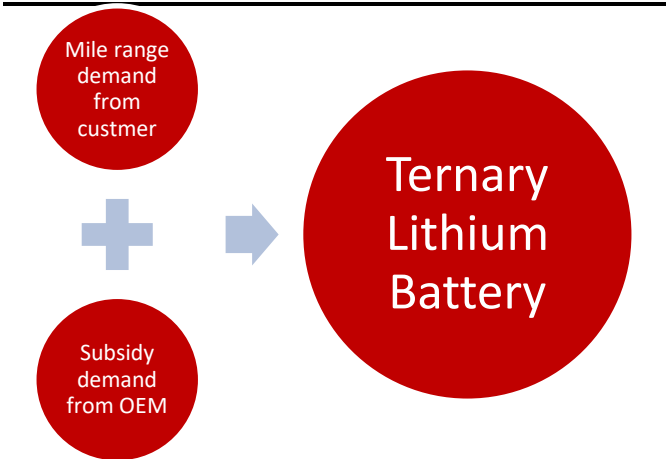 Mile range
demand
from
custmer
Subsidy
demand
from OEM
Ternary
Lithium
Battery